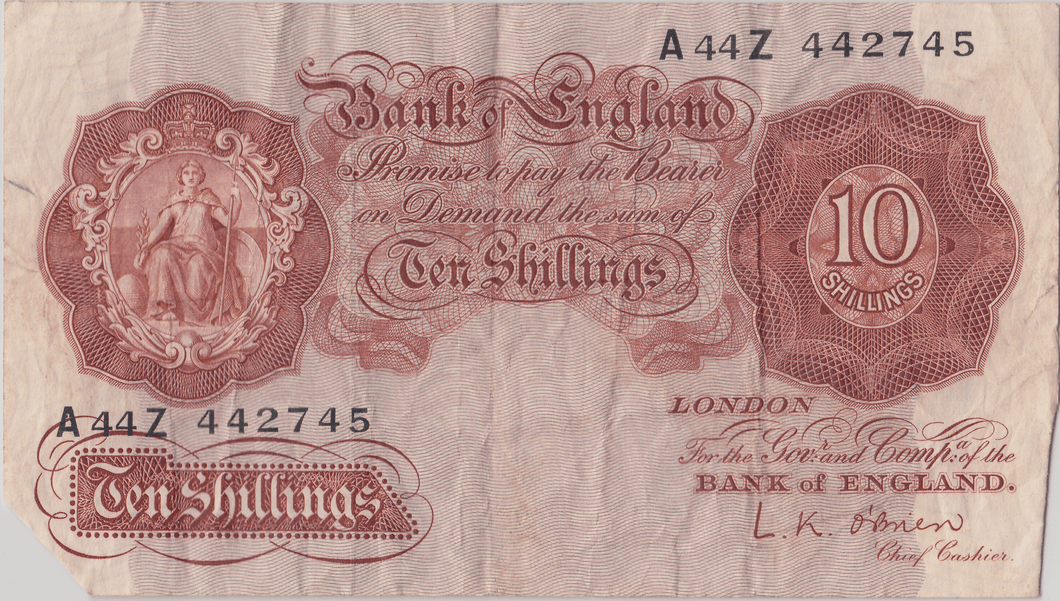 A44Z 442745
Bank of England
Promise to pay the Bearer
on Demand the sum of
Ten Shillings
10
SHILLINGS
A44Z 442745
Ten Shillings
LONDON
For the Govr. and Compa. of the
BANK of ENGLAND.
L. K. O'Brien
Chief Cashier.